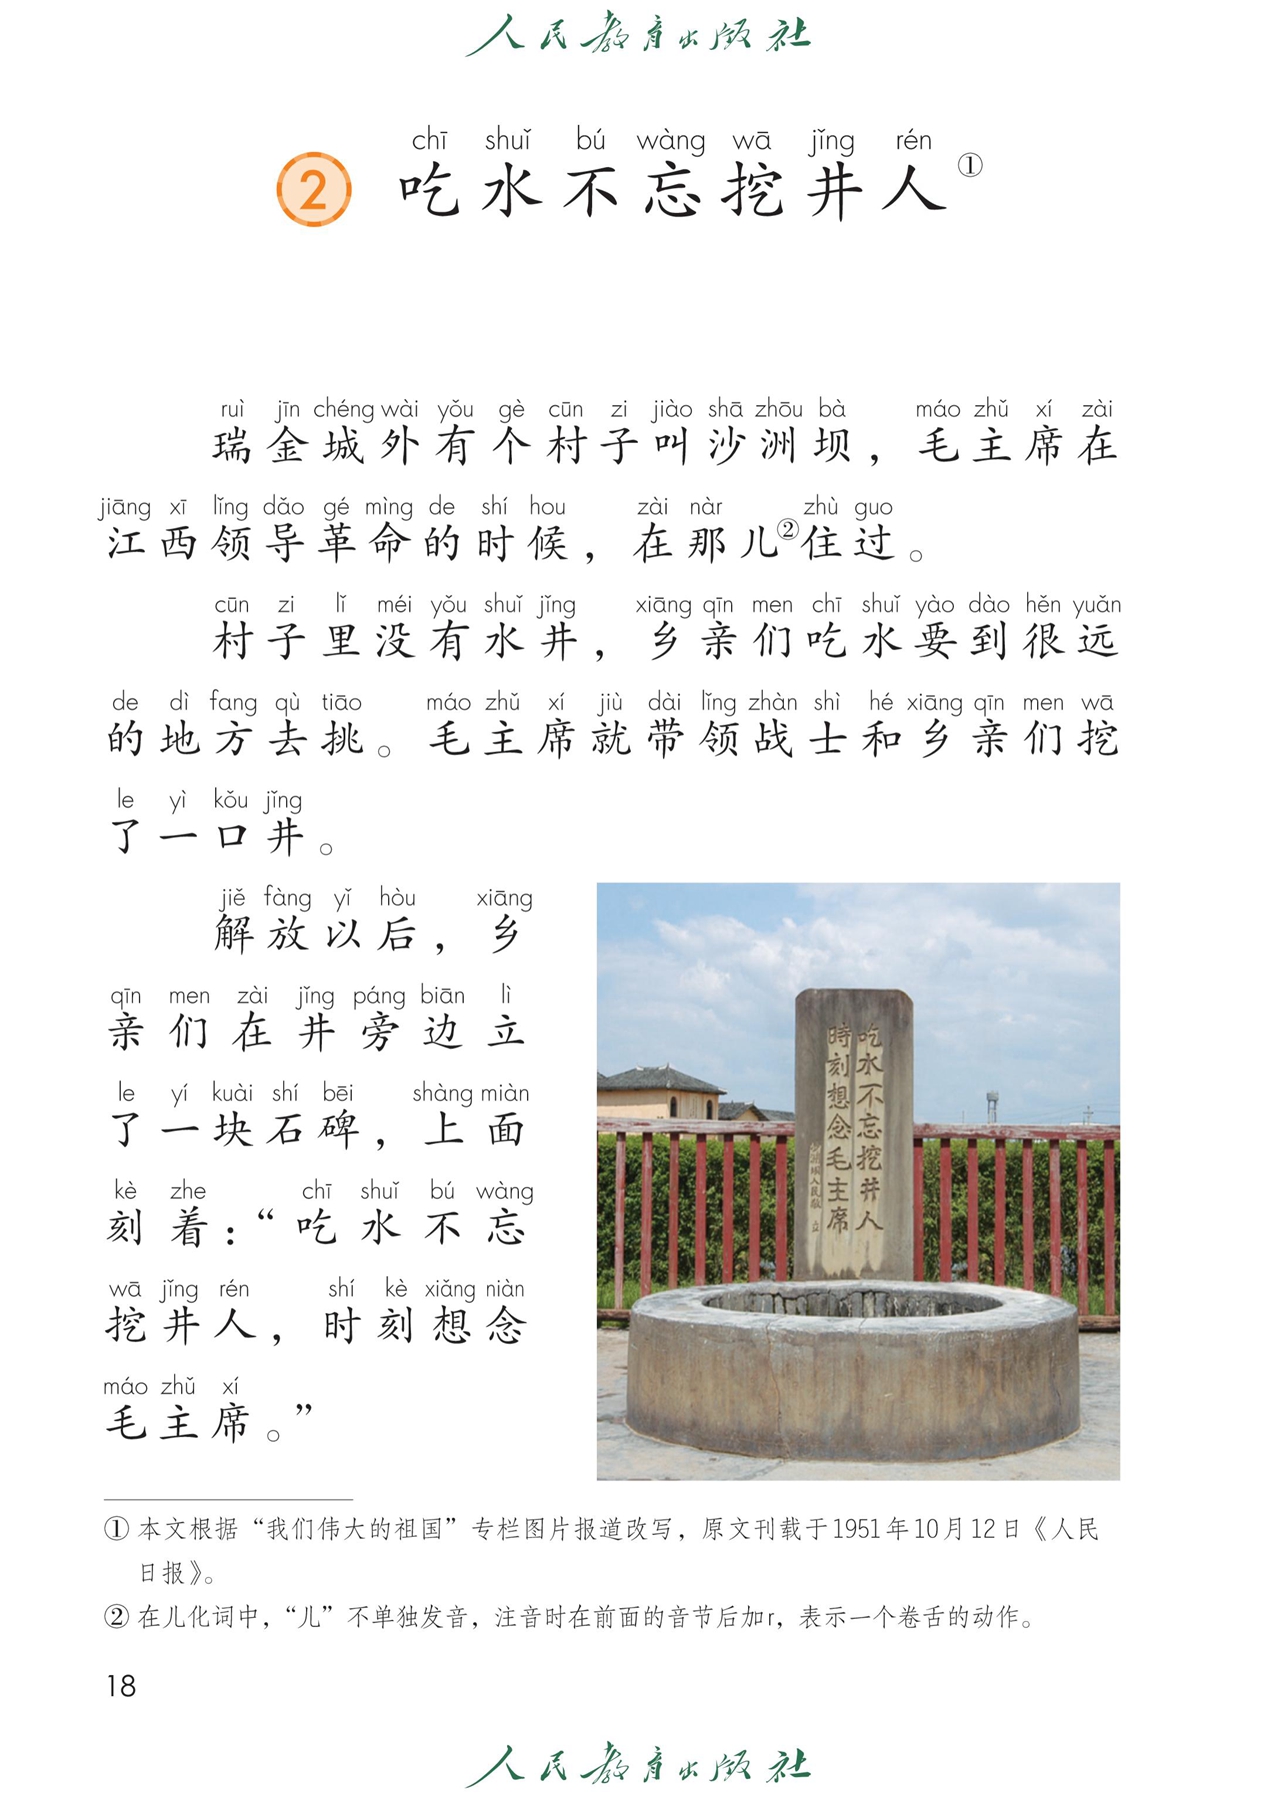 人民教育出版社
chī shuǐ bú wàng wā jǐng rén
2 吃水不忘挖井人①
ruì jīn chéng wài yǒu gè cūn zi jiào shā zhōu bà máo zhǔ xí zài
瑞金城外有个村子叫沙洲坝，毛主席在
jiāng xī lǐng dǎo gé mìng de shí hou zài nàr zhù guo
江西领导革命的时候，在那儿②住过。
cūn zi lǐ méi yǒu shuǐ jǐng xiāng qīn men chī shuǐ yào dào hěn yuǎn
村子里没有水井，乡亲们吃水要到很远
de dì fang qù tiāo máo zhǔ xí jiù dài lǐng zhàn shì hé xiāng qīn men wā
的地方去挑。毛主席就带领战士和乡亲们挖
le yì kǒu jǐng
了一口井。
jiě fàng yǐ hòu xiāng
解放以后，乡
qīn men zài jǐng páng biān lì
亲们在井旁边立
le yí kuài shí bēi shàng miàn
了一块石碑，上面
kè zhe chī shuǐ bú wàng
刻着：“吃水不忘
wā jǐng rén shí kè xiǎng niàn
挖井人，时刻想念
máo zhǔ xí
毛主席。”
吃水不忘挖井人
時刻想念毛主席
沙洲坝人民敬立
① 本文根据“我们伟大的祖国”专栏图片报道改写，原文刊载于1951年10月12日《人民
日报》。
② 在儿化词中，“儿”不单独发音，注音时在前面的音节后加r，表示一个卷舌的动作。
18
人民教育出版社